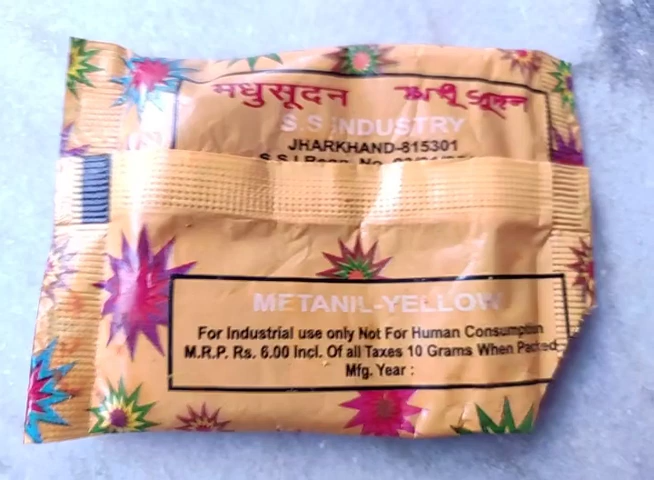 मधुसूदन
S.S INDUSTRY
JHARKHAND-815301
S.S.I Regn. No.
METANIL-YELLOW
For Industrial use only Not For Human Consumption
M.R.P. Rs. 6.00 Incl. Of all Taxes 10 Grams When Packed
Mfg. Year :